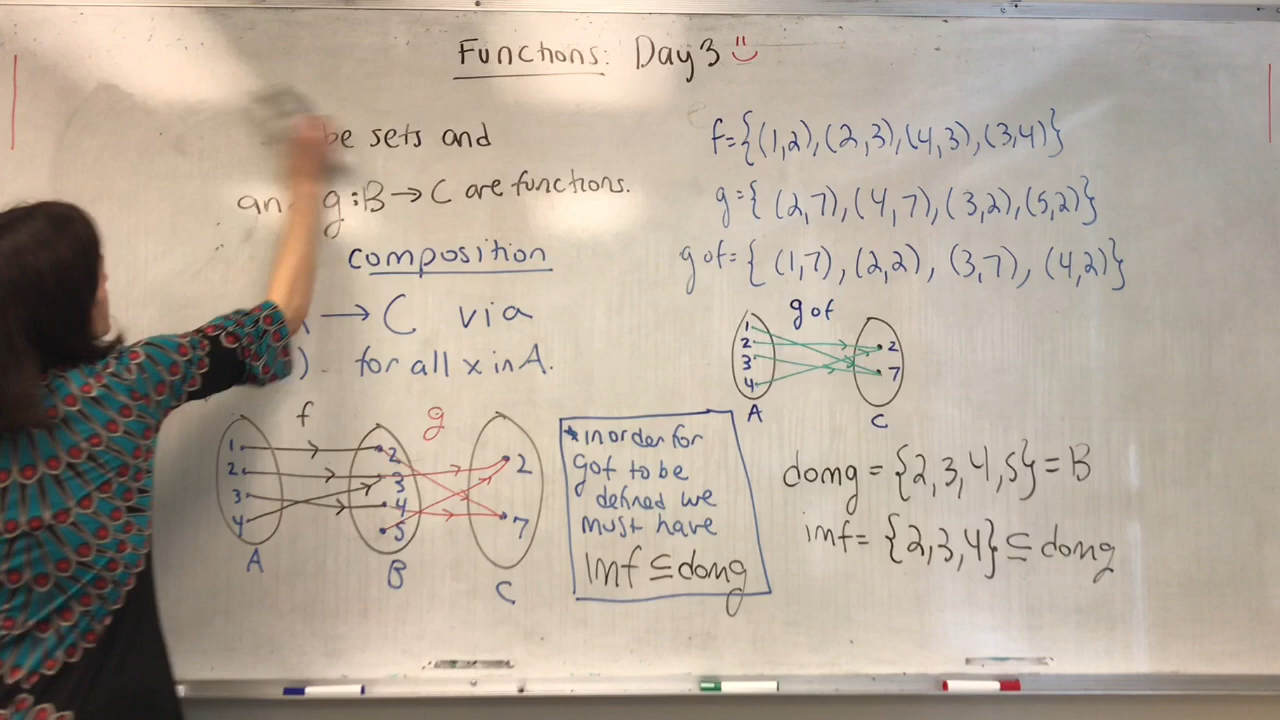 Functions: Day 3
be sets and
g:B→C are functions.
composition
→ C via
). for all x in A.
f={(1,2),(2,3),(4,3),(3,4)}
g={(2,7),(4,7),(3,2),(5,2)}
gof={(1,7),(2,2),(3,7),(4,2)}
gof
1
2
3
4
2
7
A
C
f
g
1
2
3
4
2
3
4
5
2
7
A
B
C
*in order for
gof to be
defined we
must have
imf ⊆ domg
domg = {2,3,4,5} = B
imf= {2,3,4} ⊆ domg